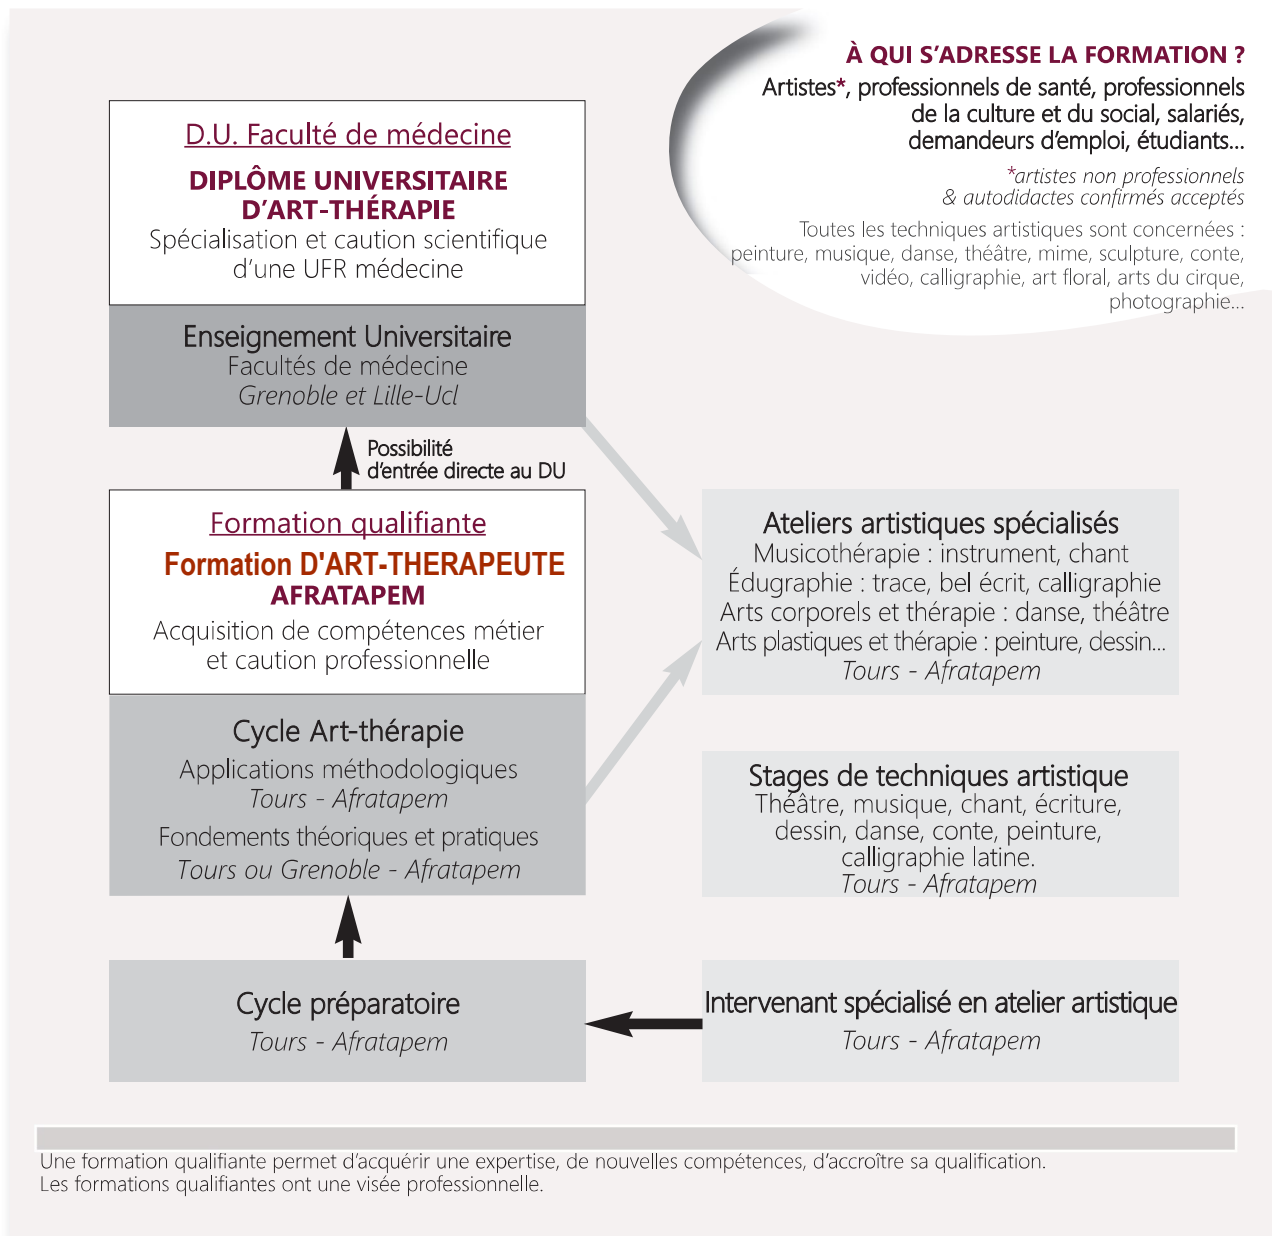 À QUI S’ADRESSE LA FORMATION ?
Artistes*, professionnels de santé, professionnels
de la culture et du social, salariés,
demandeurs d’emploi, étudiants...
*artistes non professionnels
& autodidactes confirmés acceptés
Toutes les techniques artistiques sont concernées :
peinture, musique, danse, théâtre, mime, sculpture, conte,
vidéo, calligraphie, art floral, arts du cirque,
photographie...
D.U. Faculté de médecine
DIPLÔME UNIVERSITAIRE
D’ART-THÉRAPIE
Spécialisation et caution scientifique
d’une UFR médecine
Enseignement Universitaire
Facultés de médecine
Grenoble et Lille-Ucl
Possibilité
d’entrée directe au DU
Formation qualifiante
Formation D'ART-THERAPEUTE
AFRATAPEM
Acquisition de compétences métier
et caution professionnelle
Cycle Art-thérapie
Applications méthodologiques
Tours - Afratapem
Fondements théoriques et pratiques
Tours ou Grenoble - Afratapem
Cycle préparatoire
Tours - Afratapem
Ateliers artistiques spécialisés
Musicothérapie : instrument, chant
Édugraphie : trace, bel écrit, calligraphie
Arts corporels et thérapie : danse, théâtre
Arts plastiques et thérapie : peinture, dessin...
Tours - Afratapem
Stages de techniques artistique
Théâtre, musique, chant, écriture,
dessin, danse, conte, peinture,
calligraphie latine.
Tours - Afratapem
Intervenant spécialisé en atelier artistique
Tours - Afratapem
Une formation qualifiante permet d’acquérir une expertise, de nouvelles compétences, d’accroître sa qualification.
Les formations qualifiantes ont une visée professionnelle.